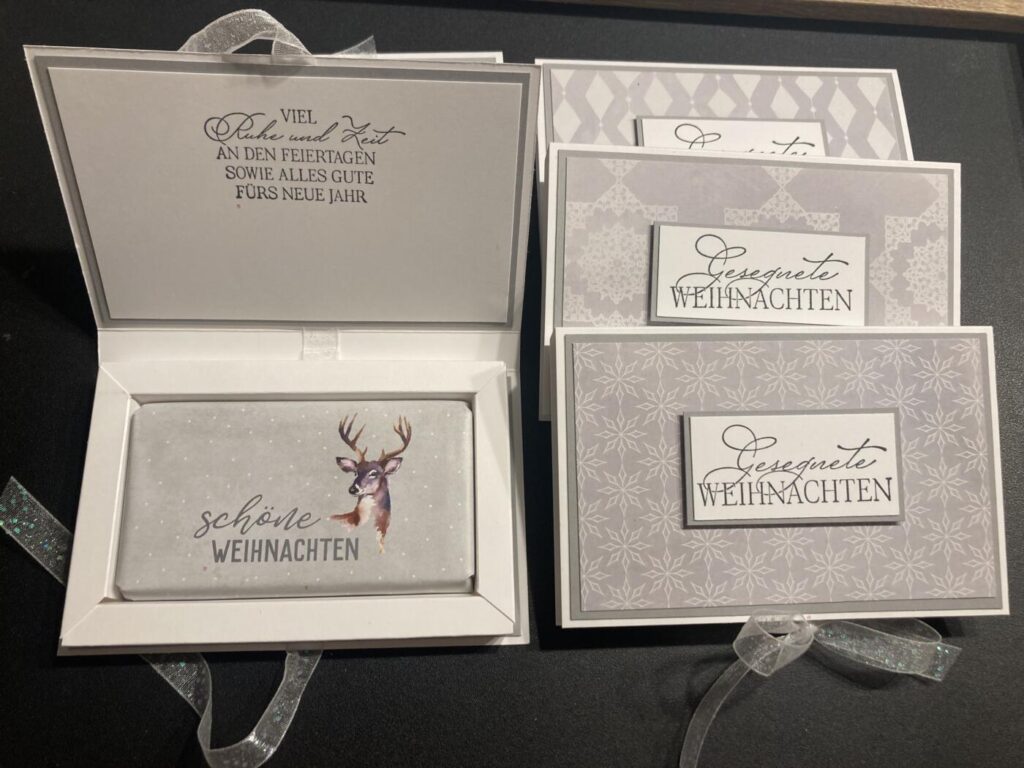 VIEL
Ruhe und Zeit
AN DEN FEIERTAGEN
SOWIE ALLES GUTE
FÜRS NEUE JAHR
schöne
WEIHNACHTEN
Gesegnete
Gesegnete
WEIHNACHTEN
Gesegnete
WEIHNACHTEN